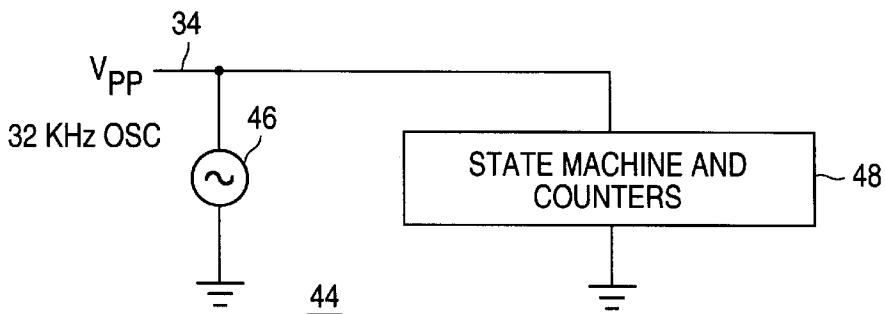 34
VPP
32 KHz OSC
46
STATE MACHINE AND
COUNTERS
48
44